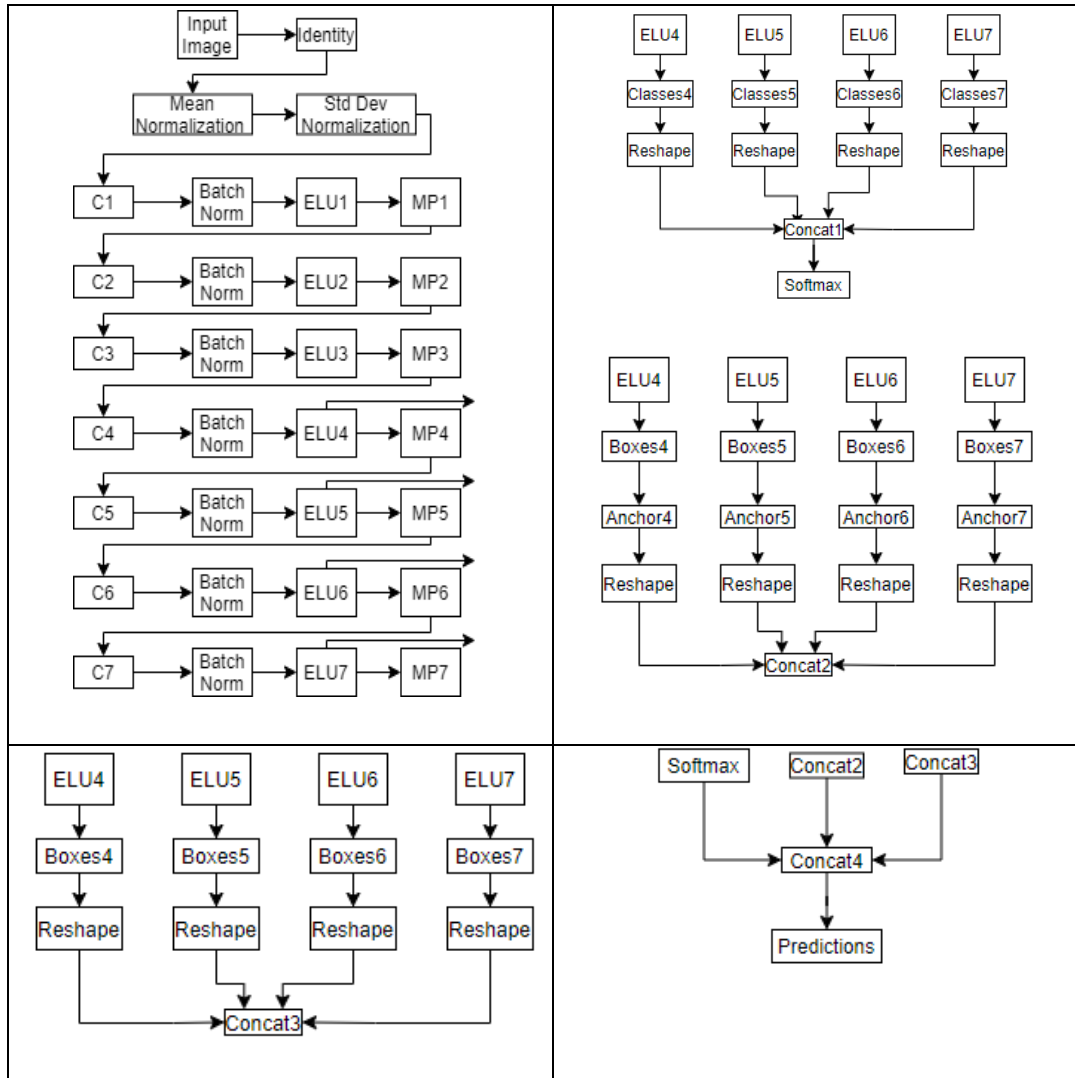 Input
Image
Identity
Mean
Normalization
Std Dev
Normalization
C1
Batch
Norm
ELU1
MP1
C2
Batch
Norm
ELU2
MP2
C3
Batch
Norm
ELU3
MP3
C4
Batch
Norm
ELU4
MP4
C5
Batch
Norm
ELU5
MP5
C6
Batch
Norm
ELU6
MP6
C7
Batch
Norm
ELU7
MP7
ELU4 ELU5 ELU6 ELU7
Classes4 Classes5 Classes6 Classes7
Reshape Reshape Reshape Reshape
Concat1
Softmax
ELU4 ELU5 ELU6 ELU7
Boxes4 Boxes5 Boxes6 Boxes7
Anchor4 Anchor5 Anchor6 Anchor7
Reshape Reshape Reshape Reshape
Concat2
ELU4 ELU5 ELU6 ELU7
Boxes4 Boxes5 Boxes6 Boxes7
Reshape Reshape Reshape Reshape
Concat3
Softmax Concat2 Concat3
Concat4
Predictions